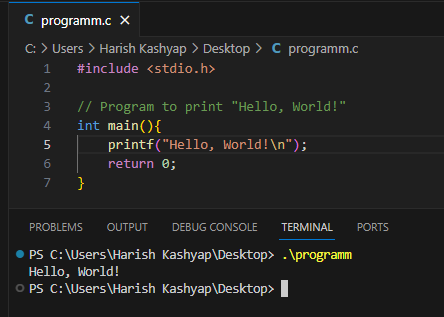 C programm.c ×
C: > Users > Harish Kashyap > Desktop > C programm.c
1 #include <stdio.h>
2
3 // Program to print "Hello, World!"
4 int main(){
5     printf("Hello, World!\n");
6     return 0;
7 }
PROBLEMS OUTPUT DEBUG CONSOLE TERMINAL PORTS
PS C:\Users\Harish Kashyap\Desktop> .\programm
Hello, World!
PS C:\Users\Harish Kashyap\Desktop>